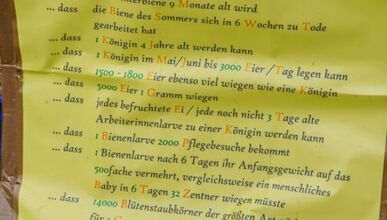 ... dass
...terbiene 9 Monate alt wird
... dass die Biene des Sommers sich in 6 Wochen zu Tode
gearbeitet hat
... dass 1 Königin 4 Jahre alt werden kann
... dass 1 Königin im Mai/Juni bis 3000 Eier /Tag legen kann
... dass 1500 - 1800 Eier ebenso viel wiegen wie eine Königin
... dass 5000 Eier 1 Gramm wiegen
... dass jedes befruchtete Ei / jede noch nicht 3 Tage alte
Arbeiterinnenlarve zu einer Königin werden kann
... dass 1 Bienenlarve 2000 Pflegebesuche bekommt
... dass 1 Bienenlarve nach 6 Tagen ihr Anfangsgewicht auf das
500fache vermehrt, vergleichsweise ein menschliches
Baby in 6 Tagen 32 Zentner wiegen müsste
... dass 14000 Blütenstaubkörner der größten Art
für 1